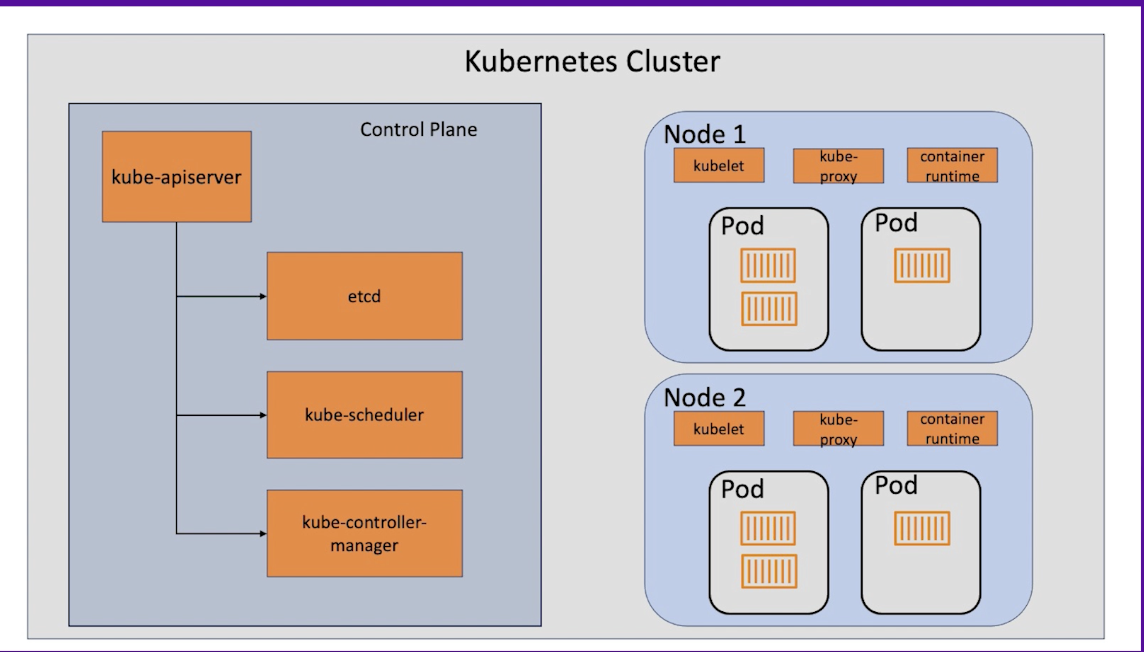 Kubernetes Cluster
Control Plane
kube-apiserver
etcd
kube-scheduler
kube-controller-
manager
Node 1
kubelet
kube-
proxy
container
runtime
Pod
Pod
Node 2
kubelet
kube-
proxy
container
runtime
Pod
Pod